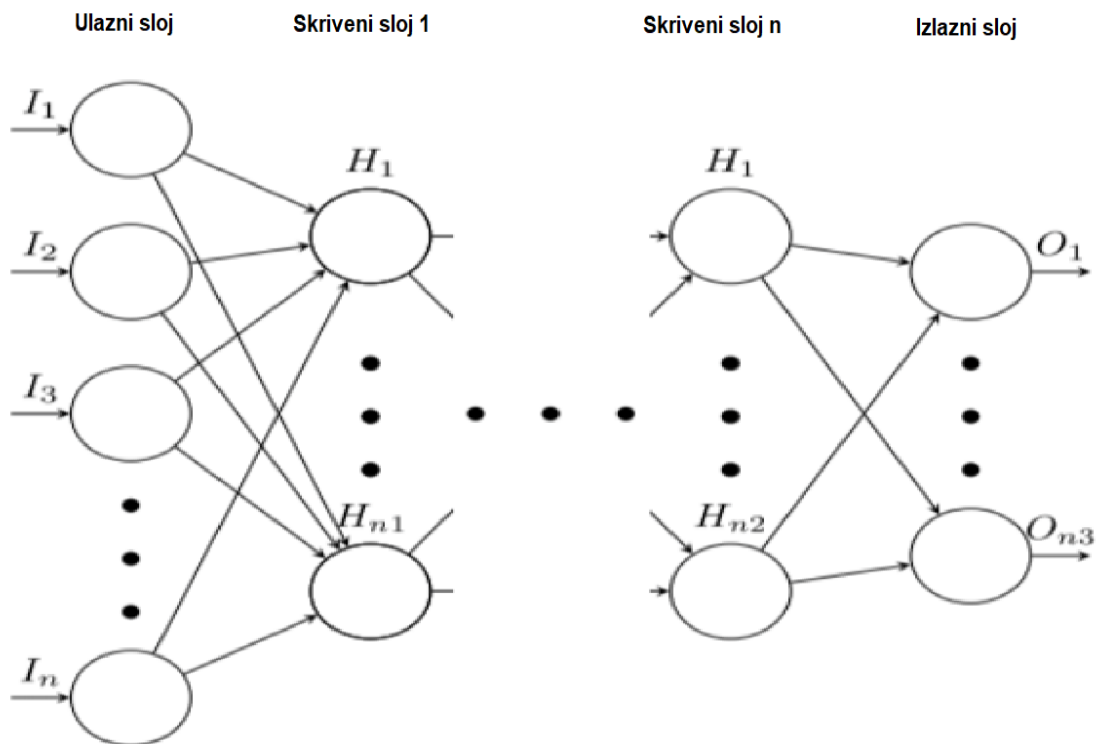 Ulazni sloj
Skriveni sloj 1
Skriveni sloj n
Izlazni sloj
I1
I2
I3
In
H1
Hn1
H1
Hn2
O1
On3